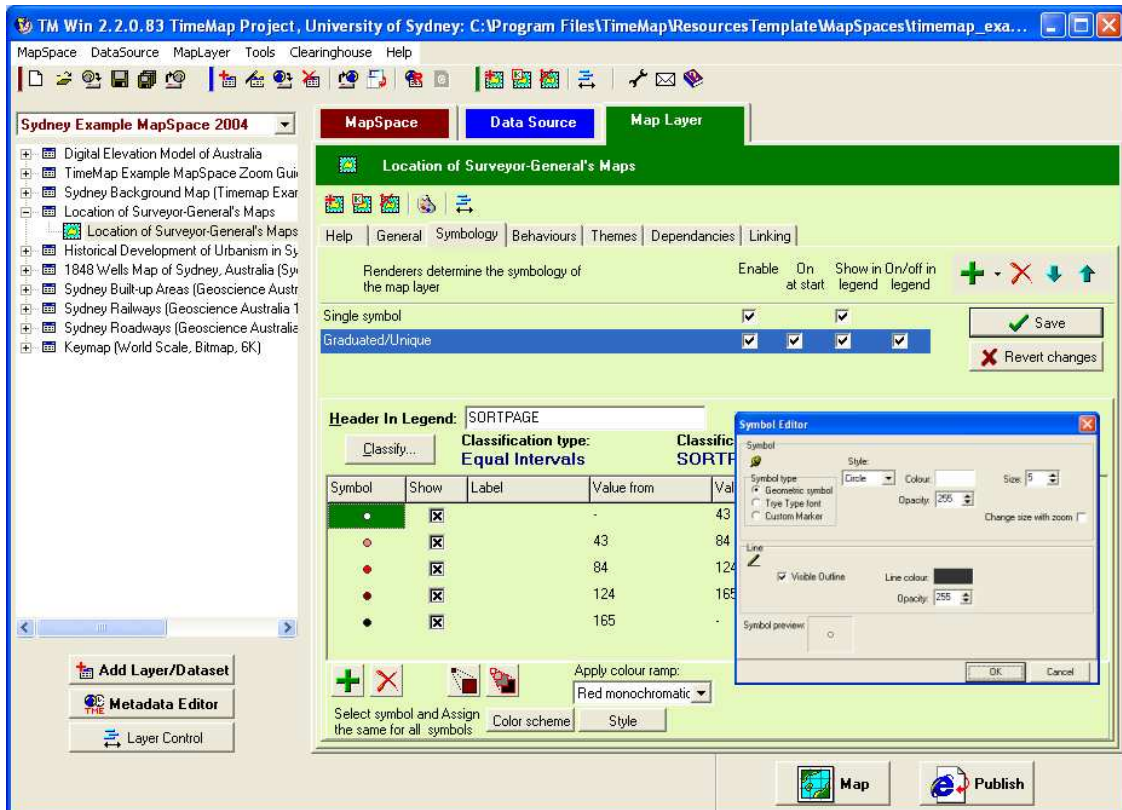 TM Win 2.2.0.83 TimeMap Project, University of Sydney: C:\Program Files\TimeMap\ResourcesTemplate\MapSpaces\timemap_exa...
MapSpace DataSource MapLayer Tools Clearinghouse Help
Sydney Example MapSpace 2004
Digital Elevation Model of Australia
TimeMap Example MapSpace Zoom Gui
Sydney Background Map (Timemap Exar
Location of Surveyor-General's Maps
Location of Surveyor-General's Maps
Historical Development of Urbanism in Sy
1848 Wells Map of Sydney, Australia (Sy
Sydney Built-up Areas (Geoscience Austr
Sydney Railways (Geoscience Australia 1
Sydney Roadways (Geoscience Australia
Keymap (World Scale, Bitmap, 6K)
Add Layer/Dataset
TME Metadata Editor
Layer Control
MapSpace Data Source Map Layer
Location of Surveyor-General's Maps
Help General Symbology Behaviours Themes Dependancies Linking
Renderers determine the symbology of
the map layer
Enable On at start Show in legend On/off in legend
Single symbol
Graduated/Unique
Save
Revert changes
Header In Legend: SORTPAGE
Classify...
Classification type:
Equal Intervals
Classific
SORTF
Symbol Show Label Value from Val
- 43
43 84
84 124
124 165
165 -
Apply colour ramp:
Red monochromatic
Select symbol and Assign
the same for all symbols
Color scheme Style
Symbol Editor
Symbol
Symbol type
Geometric symbol
Trye Type font
Custom Marker
Style:
Circle
Colour:
Size: 5
Opacity: 255
Change size with zoom
Line
Visible Outline
Line colour:
Opacity: 255
Symbol preview:
OK Cancel
Map Publish